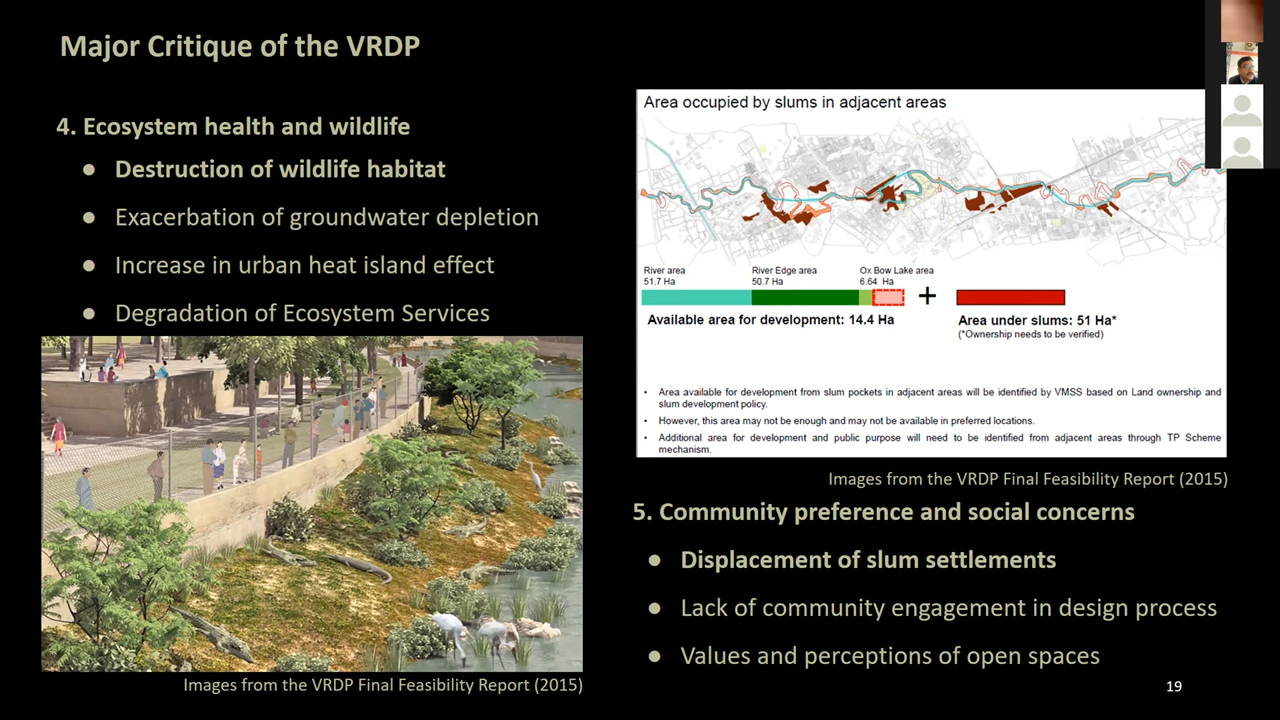 Major Critique of the VRDP
4. Ecosystem health and wildlife
● Destruction of wildlife habitat
● Exacerbation of groundwater depletion
● Increase in urban heat island effect
● Degradation of Ecosystem Services
Images from the VRDP Final Feasibility Report (2015)
Area occupied by slums in adjacent areas
River area
51.7 Ha
River Edge area
50.7 Ha
Ox Bow Lake area
6.64 Ha
+
Available area for development: 14.4 Ha
Area under slums: 51 Ha*
(*Ownership needs to be verified)
• Area available for development from slum pockets in adjacent areas will be identified by VMSS based on Land ownership and
slum development policy.
• However, this area may not be enough and may not be available in preferred locations.
• Additional area for development and public purpose will need to be identified from adjacent areas through TP Scheme
mechanism.
Images from the VRDP Final Feasibility Report (2015)
5. Community preference and social concerns
● Displacement of slum settlements
● Lack of community engagement in design process
● Values and perceptions of open spaces
19